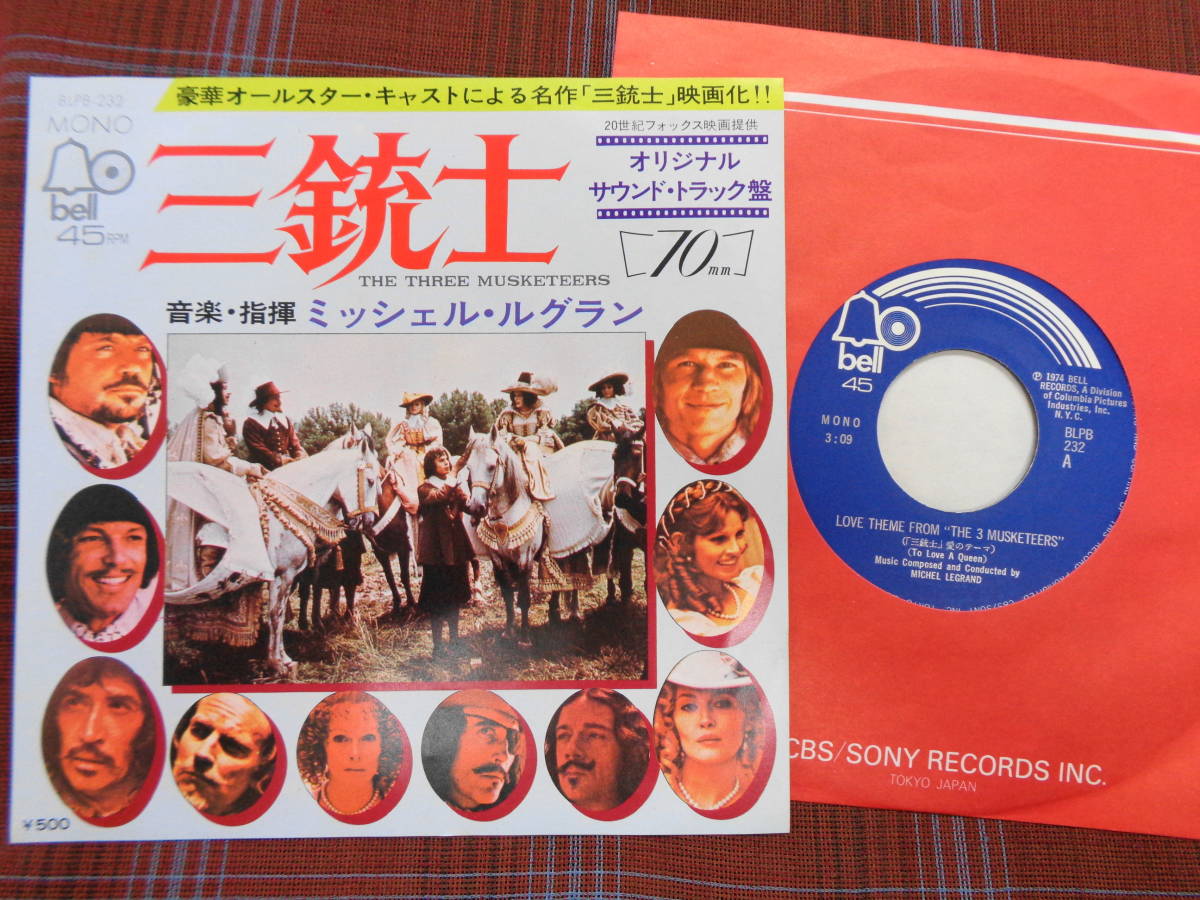 BLPB-232
MONO
bell
45 RPM
豪華オールスター・キャストによる名作「三銃士」映画化!!
20世紀フォックス映画提供
オリジナル
サウンド・トラック盤
70mm
三銃士
THE THREE MUSKETEERS
音楽・指揮 ミッシェル・ルグラン
¥500
bell
45
MONO
3:09
Ⓟ 1974 BELL
RECORDS, A Division
of Columbia Pictures
Industries, Inc.
N.Y.C.
BLPB
232
A
LOVE THEME FROM "THE 3 MUSKETEERS"
(「三銃士」愛のテーマ)
(To Love A Queen)
Music Composed and Conducted by
MICHEL LEGRAND
CBS/SONY RECORDS INC.
TOKYO JAPAN